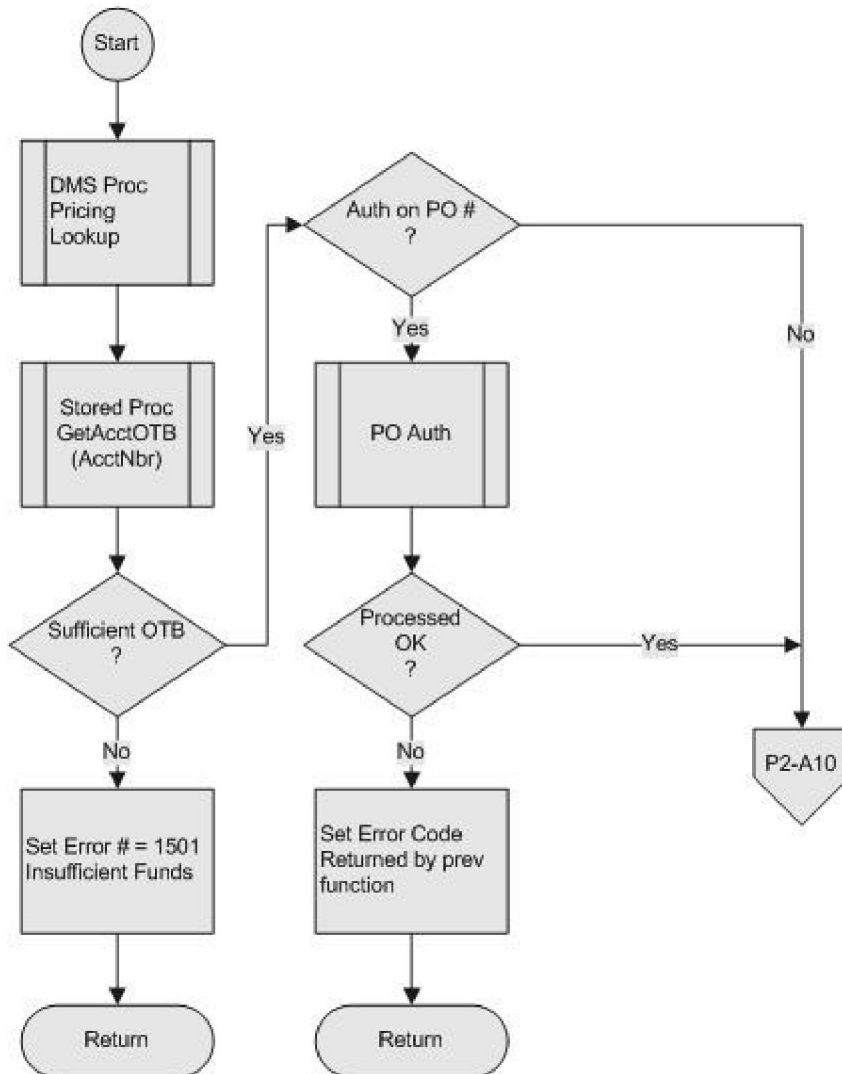 Start
DMS Proc
Pricing
Lookup
Stored Proc
GetAcctOTB
(AcctNbr)
Sufficient OTB
?
Yes
No
Set Error # = 1501
Insufficient Funds
Return
Auth on PO #
?
Yes
No
PO Auth
Processed
OK
?
Yes
No
Set Error Code
Returned by prev
function
Return
P2-A10